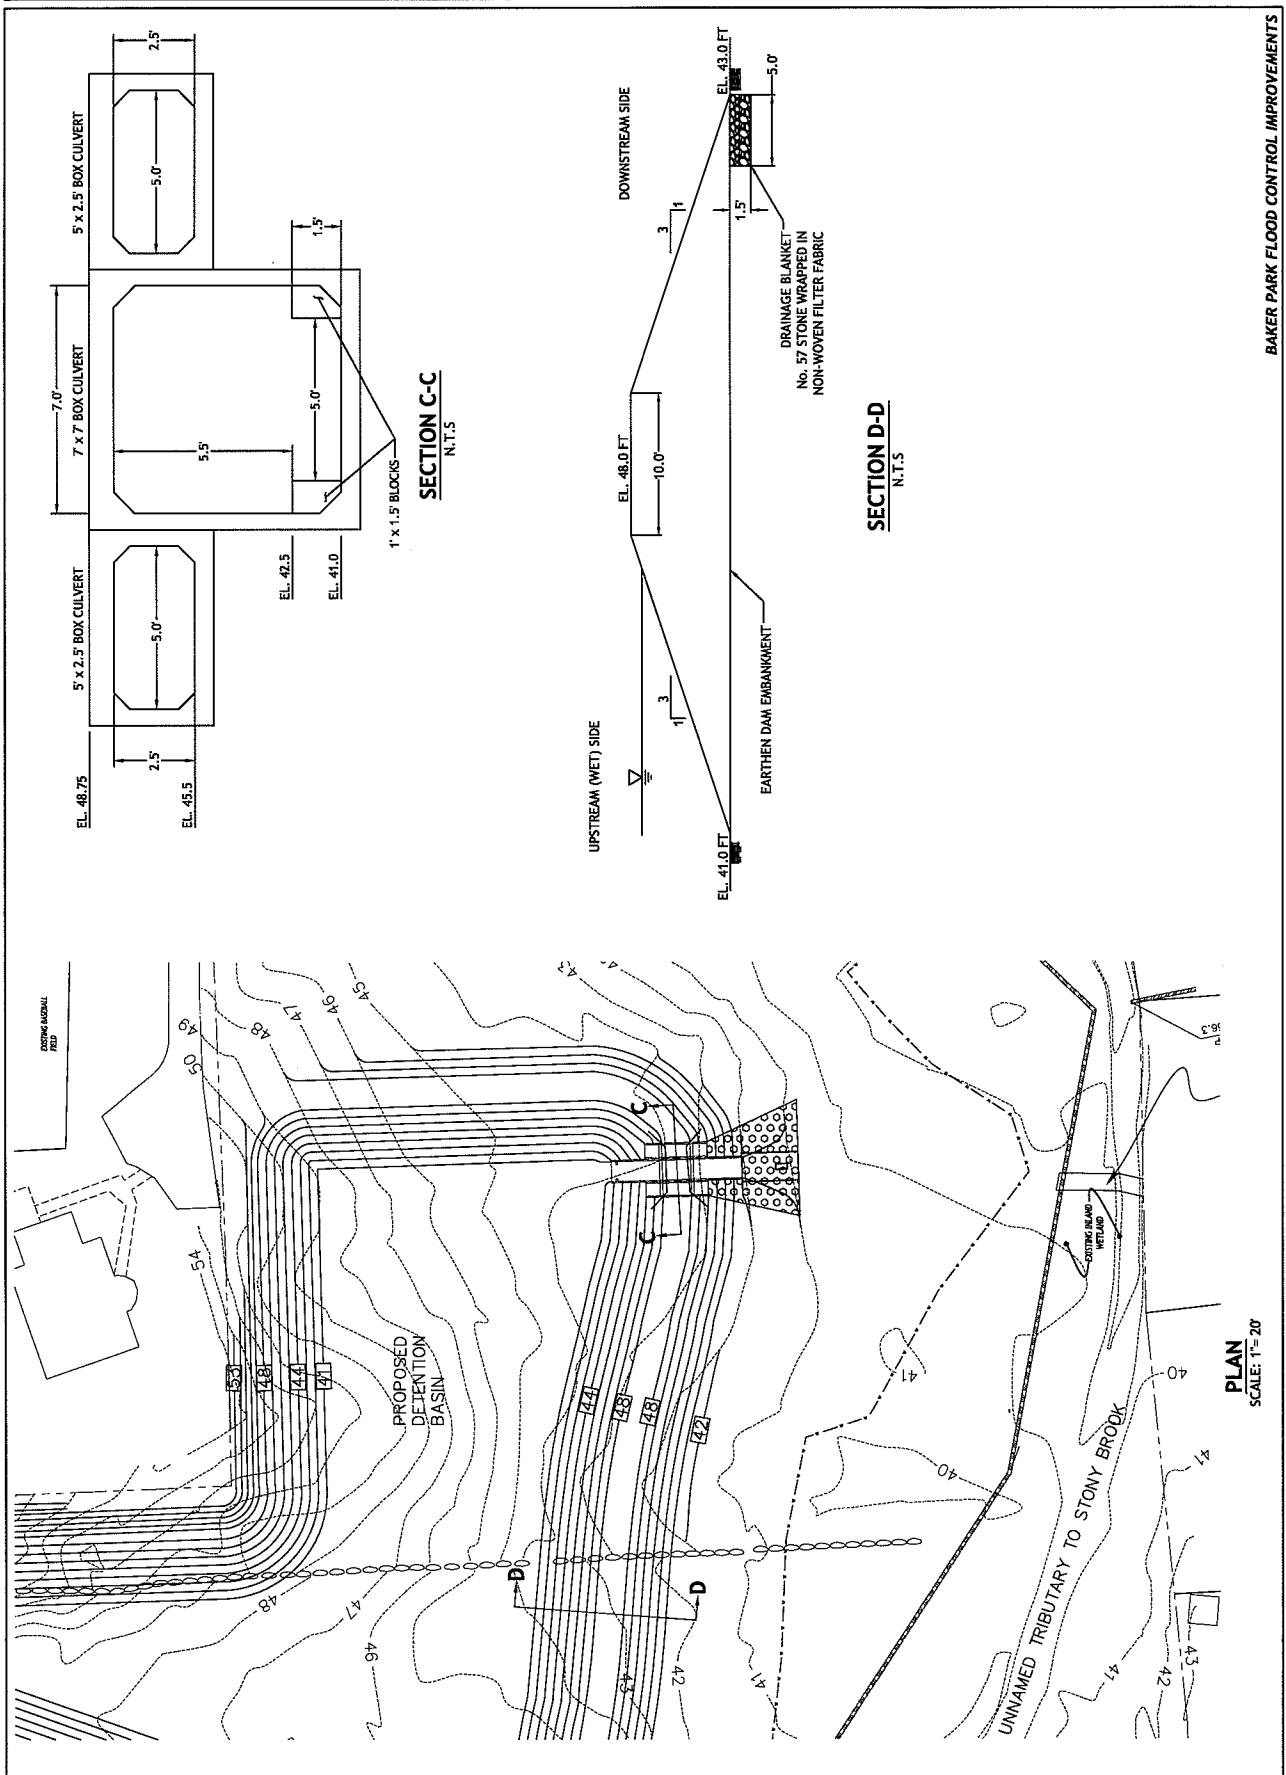 EL. 48.75
5' x 2.5' BOX CULVERT
7' x 7' BOX CULVERT
5' x 2.5' BOX CULVERT
7.0'
2.5'
5.0'
5.5'
5.0'
2.5'
EL. 45.5
EL. 42.5
EL. 41.0
5.0'
1.5'
1' x 1.5' BLOCKS
SECTION C-C
N.T.S
UPSTREAM (WET) SIDE
DOWNSTREAM SIDE
EL. 48.0 FT
10.0'
3
1
3
1
EL. 41.0 FT
EL. 43.0 FT
1.5'
5.0'
EARTHEN DAM EMBANKMENT
DRAINAGE BLANKET
No. 57 STONE WRAPPED IN
NON-WOVEN FILTER FABRIC
SECTION D-D
N.T.S
EXISTING BASEBALL
FIELD
54
50
49
48
47
46
45
43
53
48
44
41
PROPOSED
DETENTION
BASIN
48
47
46
44
48
48
42
C
C
D
D
43
42
41
41
40
EXISTING INLAND
WETLAND
36.3
UNNAMED TRIBUTARY TO STONY BROOK
40
41
41
42
43
PLAN
SCALE: 1"= 20'
BAKER PARK FLOOD CONTROL IMPROVEMENTS